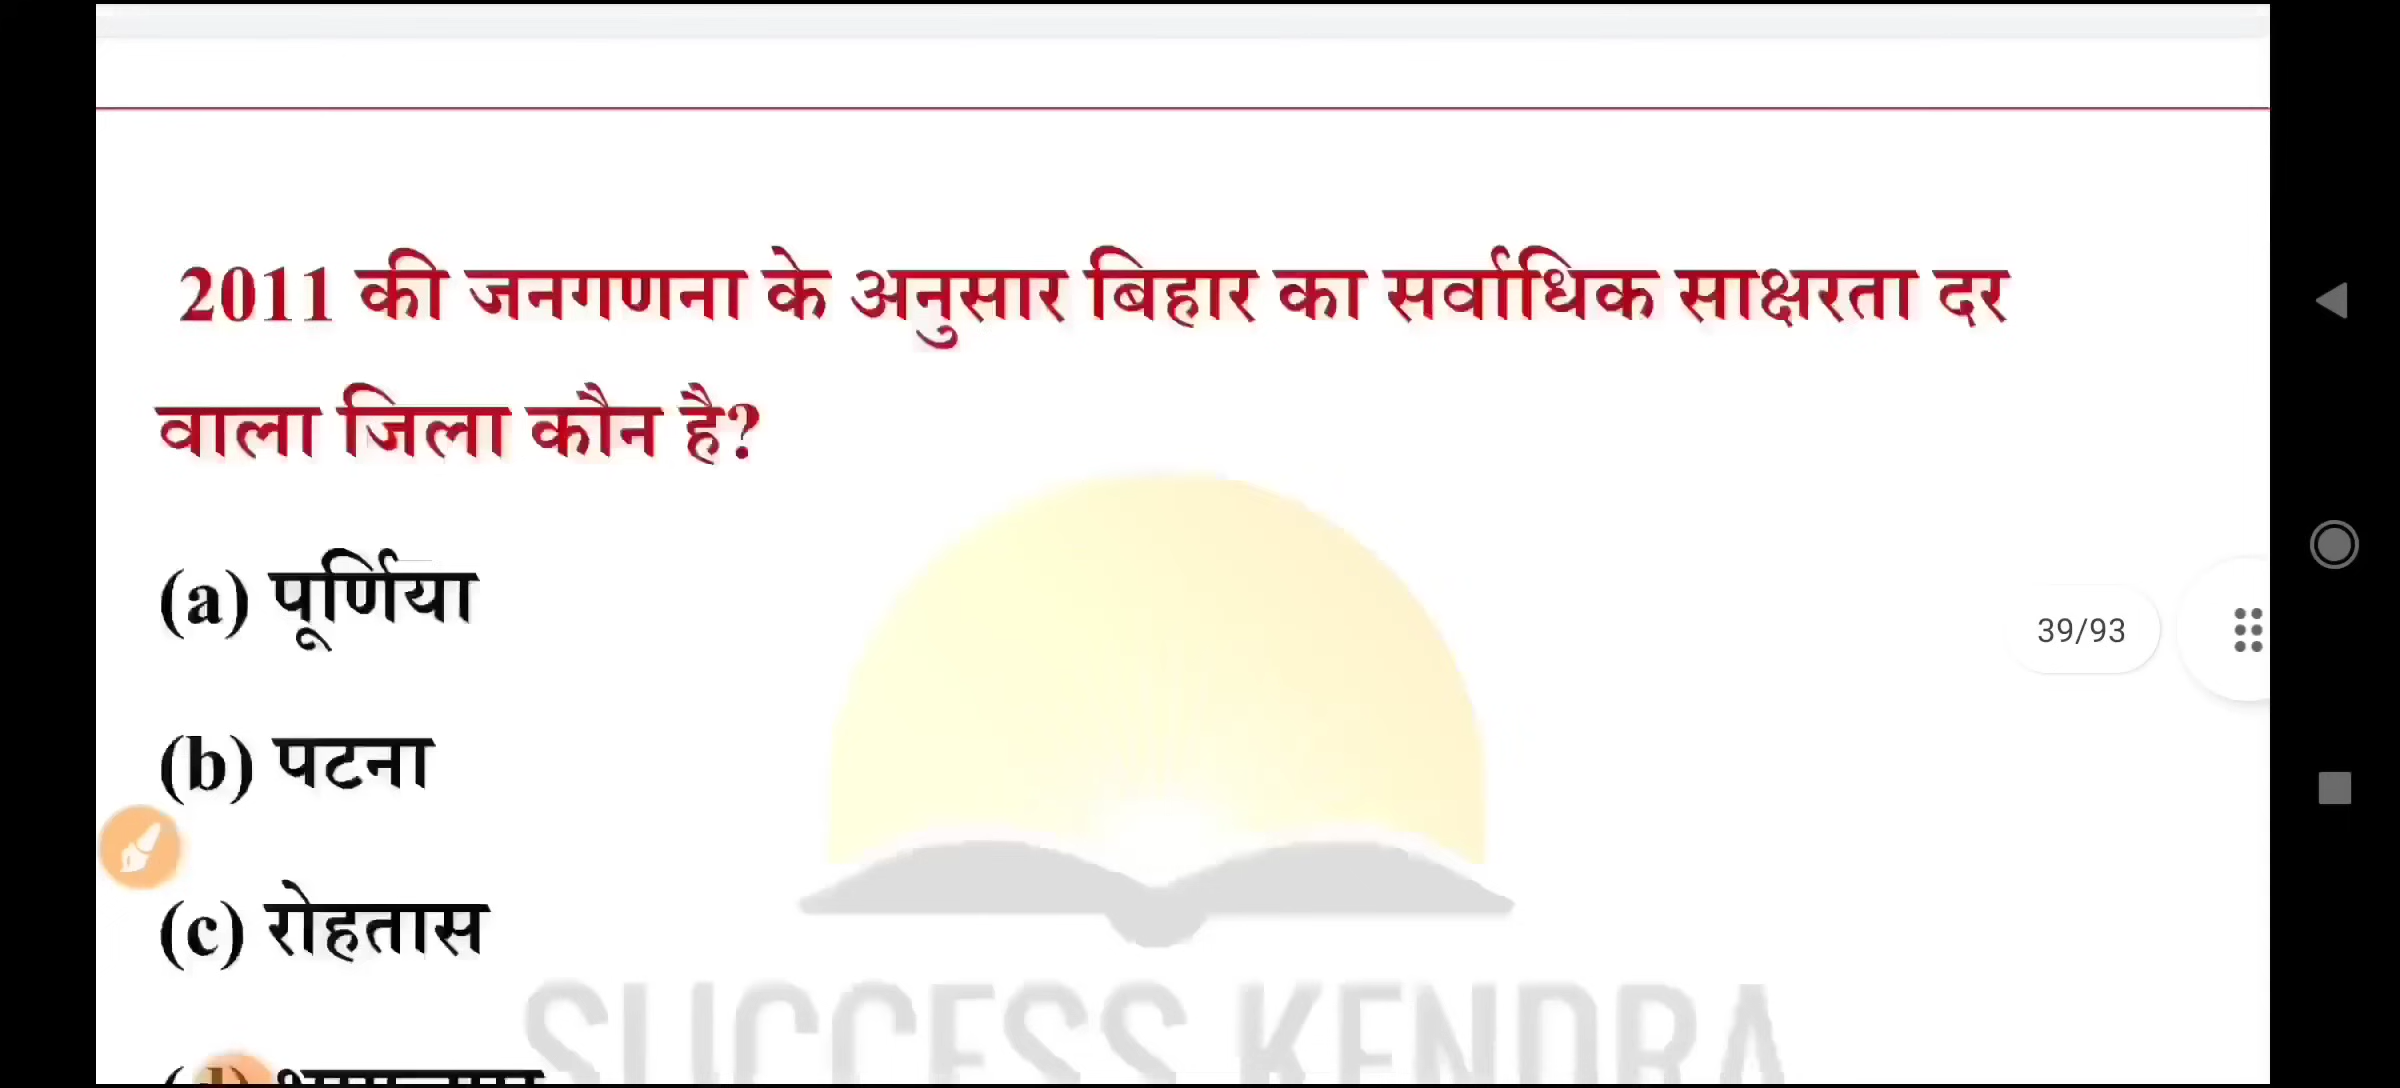 2011 की जनगणना के अनुसार बिहार का सर्वाधिक साक्षरता दर
वाला जिला कौन है?
(a) पूर्णिया
(b) पटना
39/93
(c) रोहतास
SUCCESS KENDRA